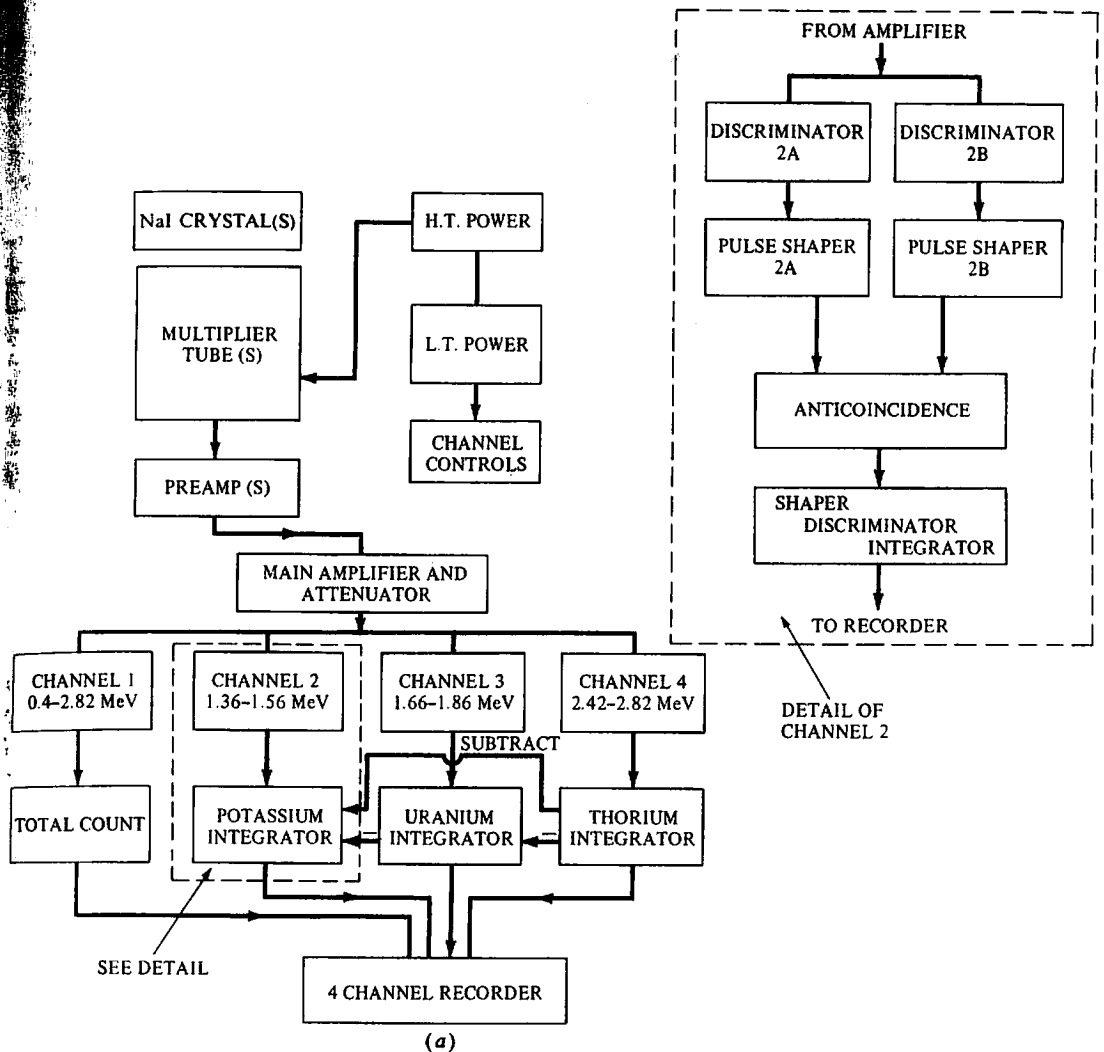 FROM AMPLIFIER
DISCRIMINATOR
2A
DISCRIMINATOR
2B
PULSE SHAPER
2A
PULSE SHAPER
2B
ANTICOINCIDENCE
SHAPER
DISCRIMINATOR
INTEGRATOR
TO RECORDER
DETAIL OF
CHANNEL 2
NaI CRYSTAL(S)
H.T. POWER
MULTIPLIER
TUBE (S)
L.T. POWER
CHANNEL
CONTROLS
PREAMP (S)
MAIN AMPLIFIER AND
ATTENUATOR
CHANNEL 1
0.4–2.82 MeV
CHANNEL 2
1.36–1.56 MeV
CHANNEL 3
1.66–1.86 MeV
CHANNEL 4
2.42–2.82 MeV
SUBTRACT
TOTAL COUNT
POTASSIUM
INTEGRATOR
–
URANIUM
INTEGRATOR
–
THORIUM
INTEGRATOR
SEE DETAIL
4 CHANNEL RECORDER
(a)